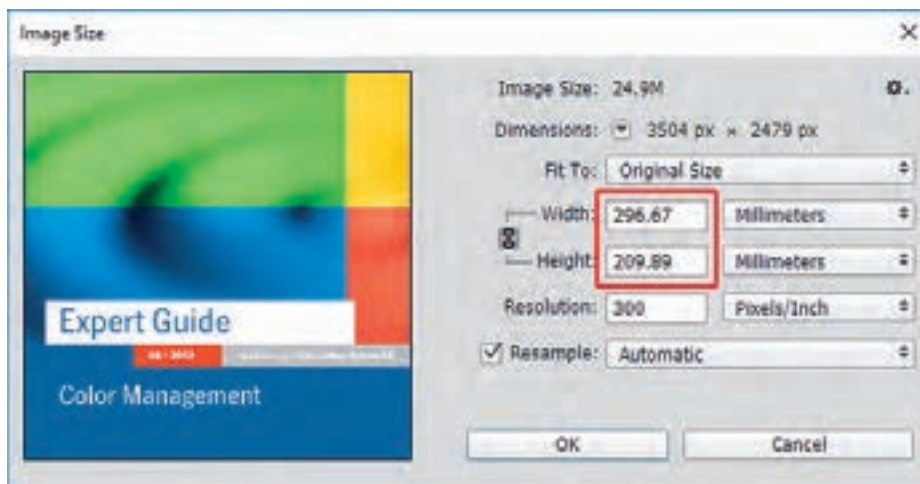 Image Size
Image Size: 24.9M
Dimensions: 3504 px × 2479 px
Fit To: Original Size
Width: 296.67 Millimeters
Height: 209.89 Millimeters
Resolution: 300 Pixels/Inch
Resample: Automatic
OK Cancel
Expert Guide
Color Management